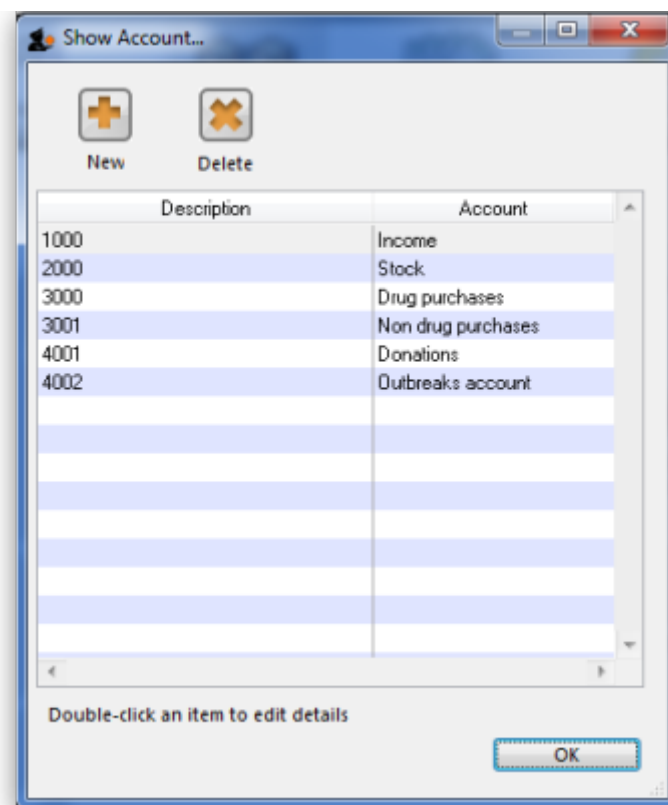 Show Account...
New Delete
Description Account
1000 Income
2000 Stock
3000 Drug purchases
3001 Non drug purchases
4001 Donations
4002 Outbreaks account
Double-click an item to edit details
OK